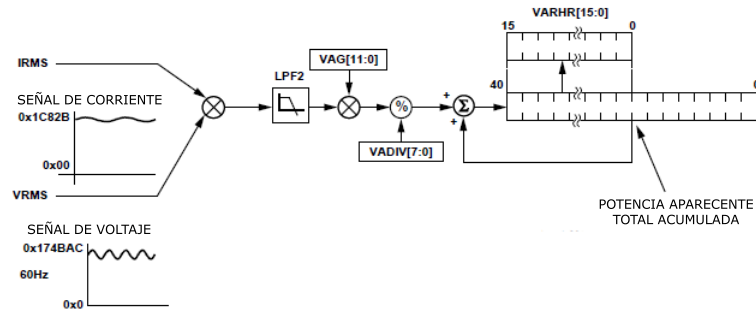 VARHR[15:0]
15
0
IRMS
VAG[11:0]
LPF2
SEÑAL DE CORRIENTE
0x1C82B
40
+
%
Σ
+
VADIV[7:0]
0x00
VRMS
POTENCIA APARECENTE
TOTAL ACUMULADA
SEÑAL DE VOLTAJE
0x174BAC
60Hz
0x0